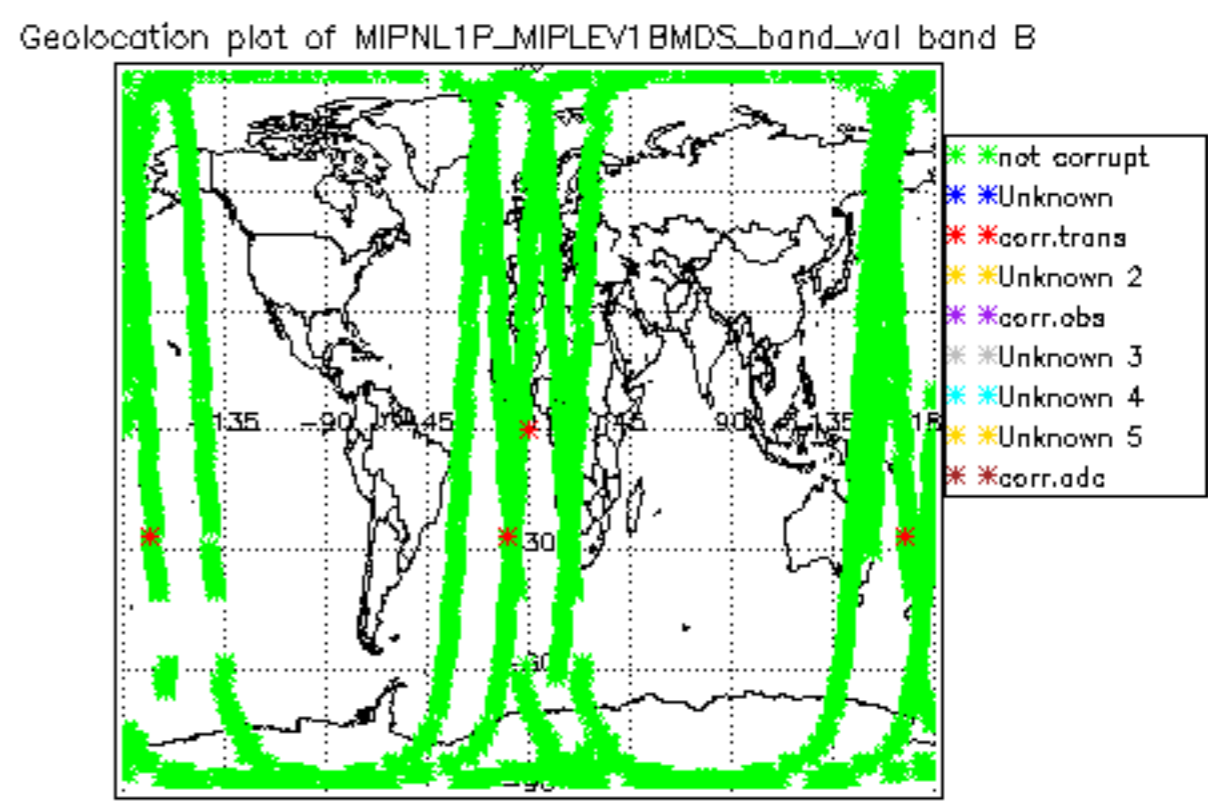 Geolocation plot of MIPNL1P_MIPLEV1BMDS_band_val band B
not corrupt
Unknown
corr.trans
Unknown 2
corr.obs
Unknown 3
Unknown 4
Unknown 5
corr.adc
-135 -90 -45 45 90 135
-30
-60
-90